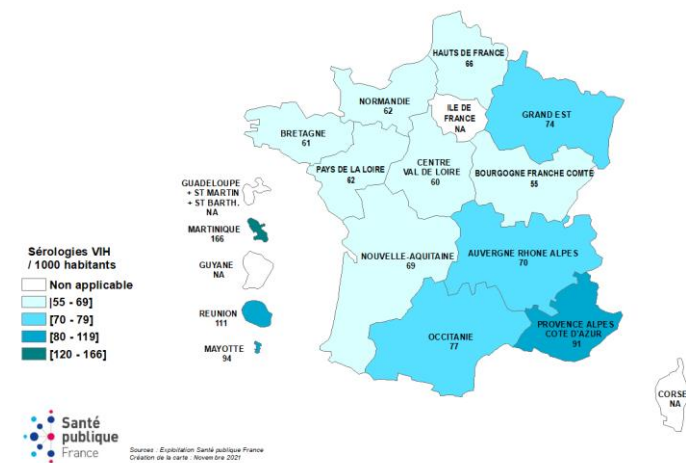 HAUTS DE FRANCE
66
NORMANDIE
62
ILE DE
FRANCE
NA
GRAND EST
74
BRETAGNE
61
PAYS DE LA LOIRE
62
CENTRE
VAL DE LOIRE
60
BOURGOGNE FRANCHE COMTÉ
55
GUADELOUPE
+ ST MARTIN
+ ST BARTH.
NA
MARTINIQUE
166
GUYANE
NA
REUNION
111
MAYOTTE
94
NOUVELLE-AQUITAINE
69
AUVERGNE RHONE ALPES
70
OCCITANIE
77
PROVENCE ALPES
COTE D'AZUR
91
CORSE
NA
Sérologies VIH
/ 1000 habitants
Non applicable
[55 - 69]
[70 - 79]
[80 - 119]
[120 - 166]
Santé
publique
France
Sources : Exploitation Santé publique France
Création de la carte : Novembre 2021